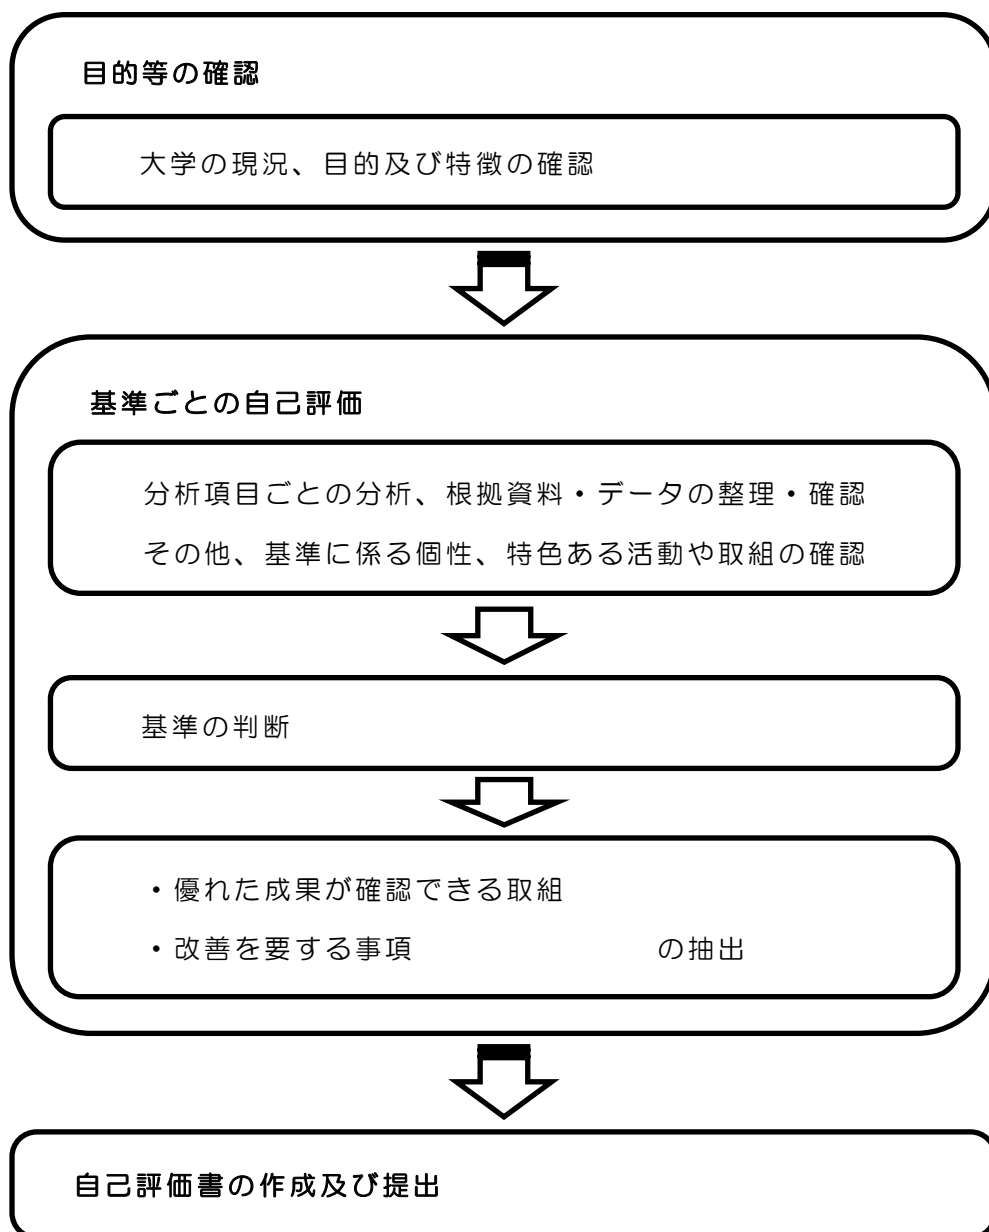 目的等の確認
大学の現況、目的及び特徴の確認
基準ごとの自己評価
分析項目ごとの分析、根拠資料・データの整理・確認
その他、基準に係る個性、特色ある活動や取組の確認
基準の判断
・優れた成果が確認できる取組
・改善を要する事項 の抽出
自己評価書の作成及び提出